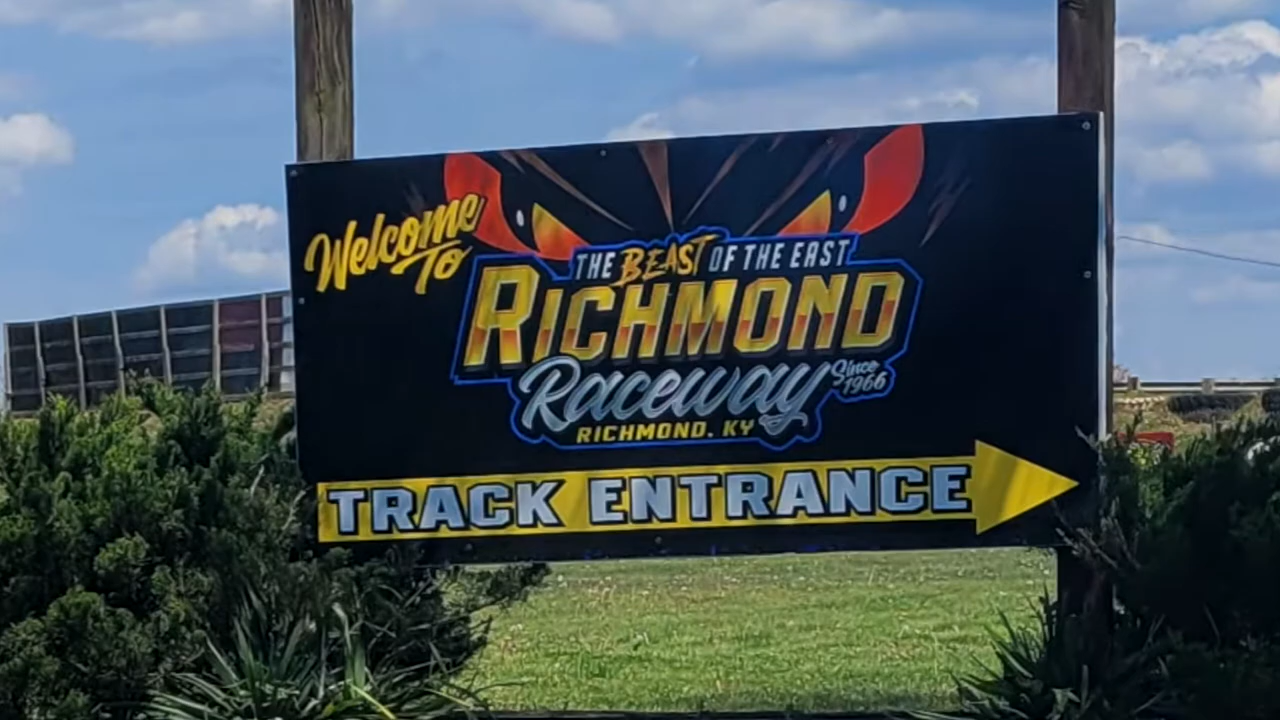 Welcome
To
THE BEAST OF THE EAST
RICHMOND
Raceway
Since
1966
RICHMOND. KY
TRACK ENTRANCE